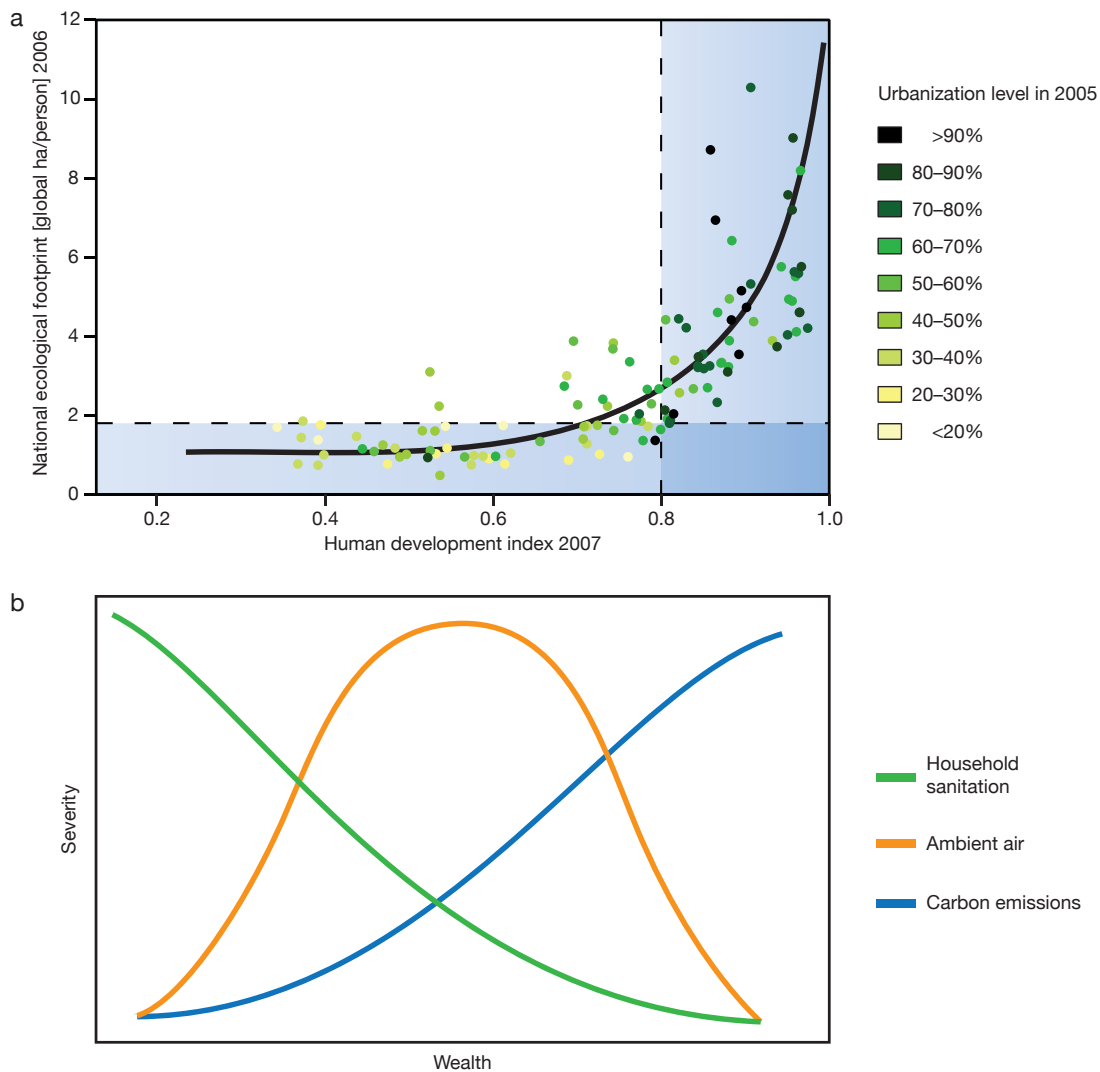 a
National ecological footprint [global ha/person] 2006
12
10
8
6
4
2
0
0.2
0.4
0.6
0.8
1.0
Human development index 2007
Urbanization level in 2005
>90%
80–90%
70–80%
60–70%
50–60%
40–50%
30–40%
20–30%
<20%
b
Severity
Wealth
Household
sanitation
Ambient air
Carbon emissions